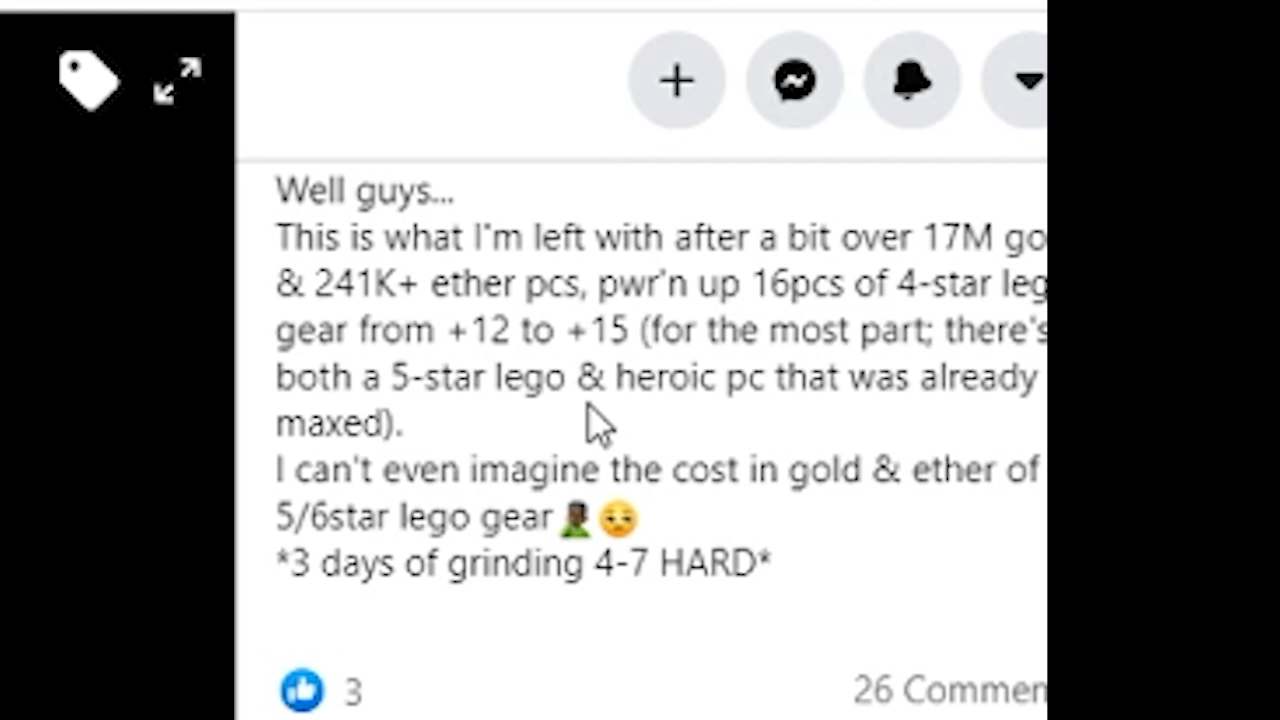 Well guys...
This is what I'm left with after a bit over 17M go
& 241K+ ether pcs, pwr'n up 16pcs of 4-star leg
gear from +12 to +15 (for the most part; there's
both a 5-star lego & heroic pc that was already
maxed).
I can't even imagine the cost in gold & ether of
5/6star lego gear🤦🏿‍♂️😔
*3 days of grinding 4-7 HARD*
3
26 Commen